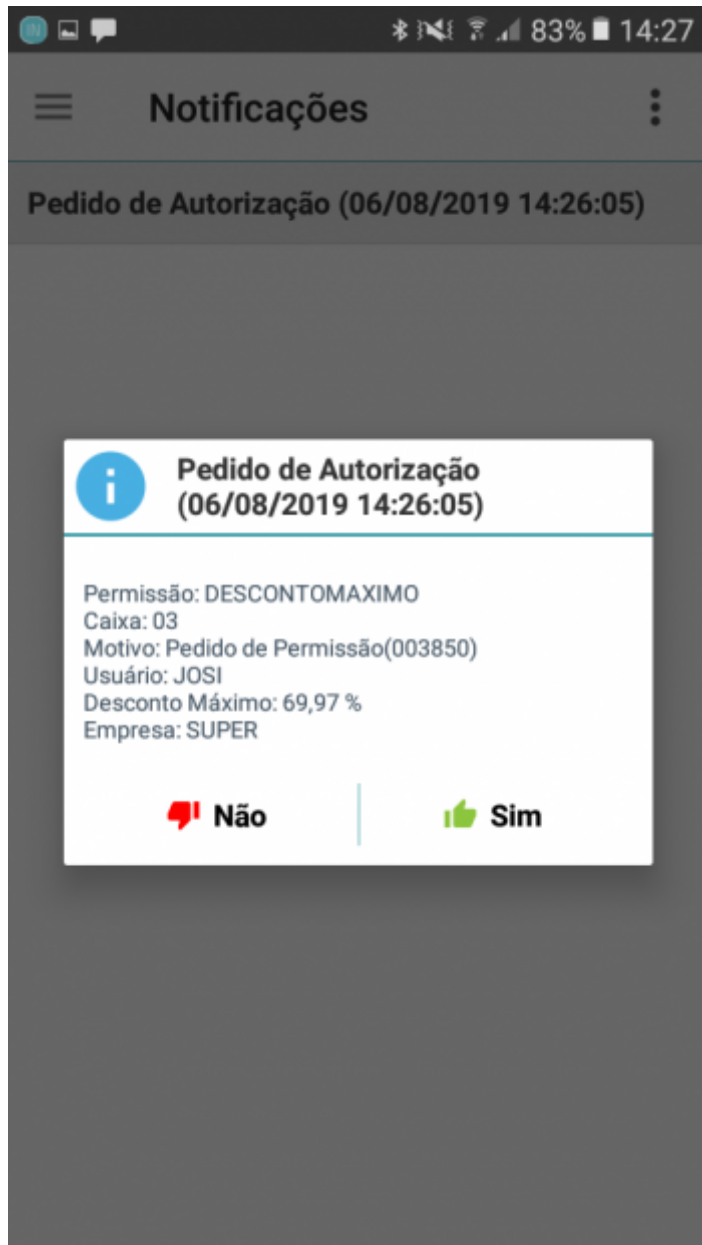 IN 83% 14:27
Notificações
Pedido de Autorização (06/08/2019 14:26:05)
Pedido de Autorização
(06/08/2019 14:26:05)
Permissão: DESCONTOMAXIMO
Caixa: 03
Motivo: Pedido de Permissão(003850)
Usuário: JOSI
Desconto Máximo: 69,97 %
Empresa: SUPER
Não Sim